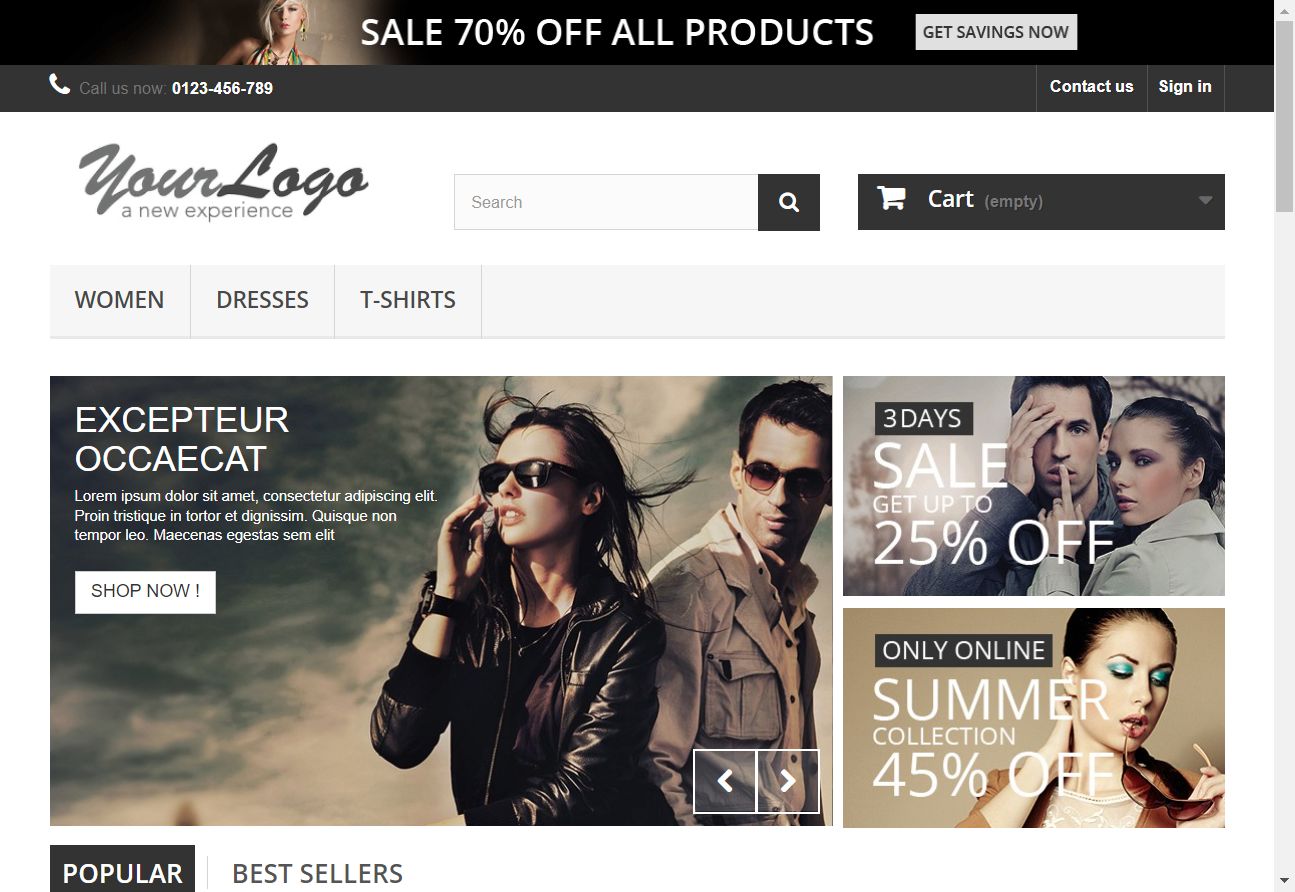 SALE 70% OFF ALL PRODUCTS GET SAVINGS NOW
Call us now: 0123-456-789 Contact us Sign in
Your Logo
a new experience
Search Cart (empty)
WOMEN DRESSES T-SHIRTS
EXCEPTEUR
OCCAECAT
Lorem ipsum dolor sit amet, consectetur adipiscing elit.
Proin tristique in tortor et dignissim. Quisque non
tempor leo. Maecenas egestas sem elit
SHOP NOW !
3 DAYS
SALE
GET UP TO
25% OFF
ONLY ONLINE
SUMMER
COLLECTION
45% OFF
POPULAR BEST SELLERS